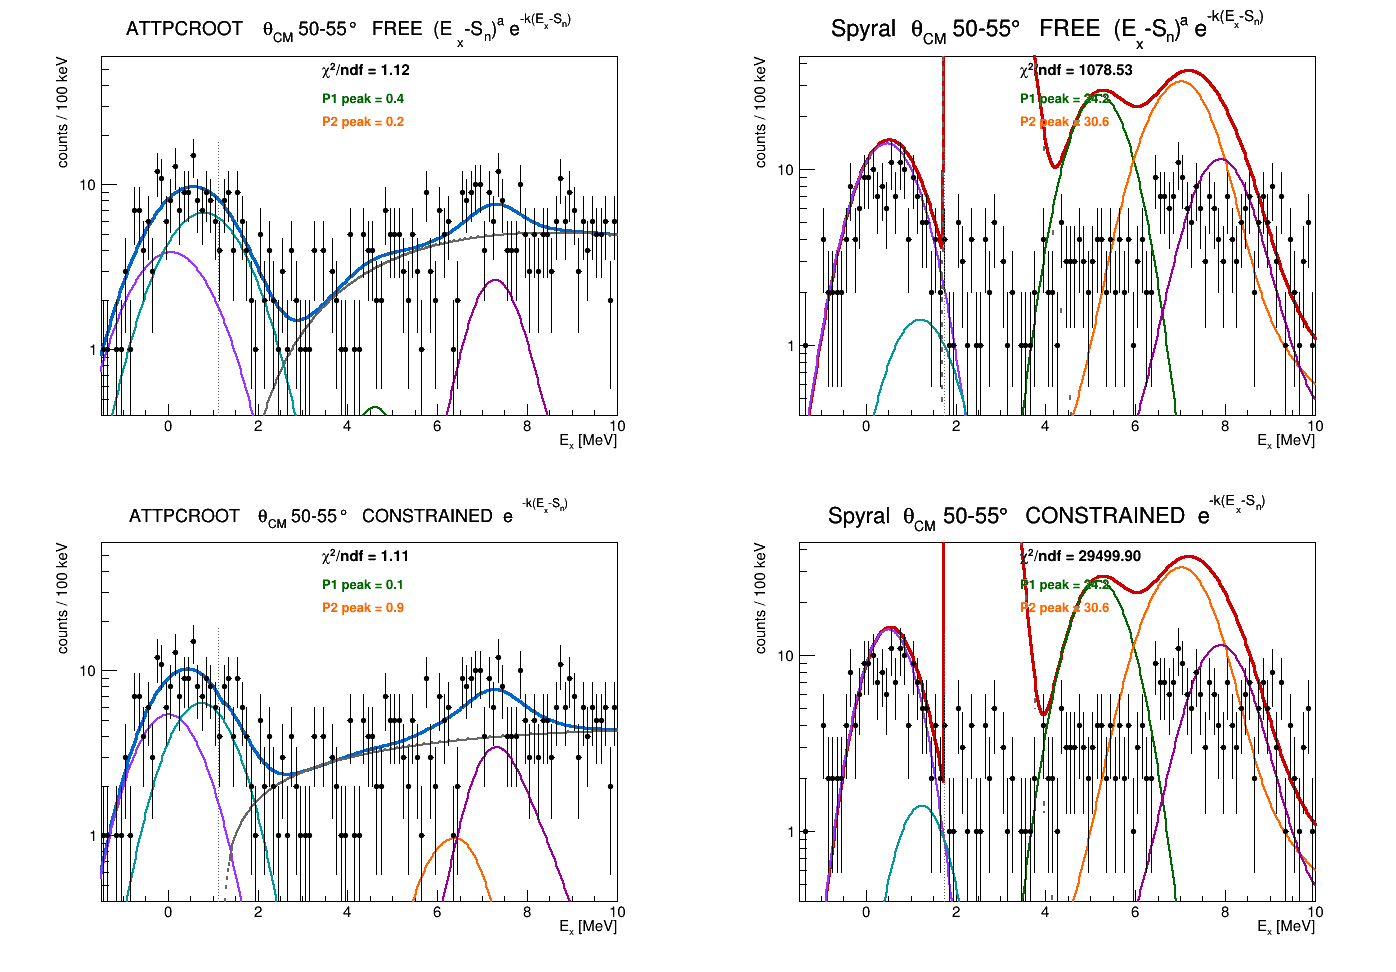 ATTPCROOT θCM 50-55° FREE (Ex-Sn)^a e^-k(Ex-Sn)
counts / 100 keV
χ²/ndf = 1.12
P1 peak = 0.4
P2 peak = 0.2
10
1
0 2 4 6 8 10
Ex [MeV]
Spyral θCM 50-55° FREE (Ex-Sn)^a e^-k(Ex-Sn)
counts / 100 keV
χ²/ndf = 1078.53
P1 peak = 24.2
P2 peak = 30.6
10
1
0 2 4 6 8 10
Ex [MeV]
ATTPCROOT θCM 50-55° CONSTRAINED e^-k(Ex-Sn)
counts / 100 keV
χ²/ndf = 1.11
P1 peak = 0.1
P2 peak = 0.9
10
1
0 2 4 6 8 10
Ex [MeV]
Spyral θCM 50-55° CONSTRAINED e^-k(Ex-Sn)
counts / 100 keV
χ²/ndf = 29499.90
P1 peak = 24.2
P2 peak = 30.6
10
1
0 2 4 6 8 10
Ex [MeV]